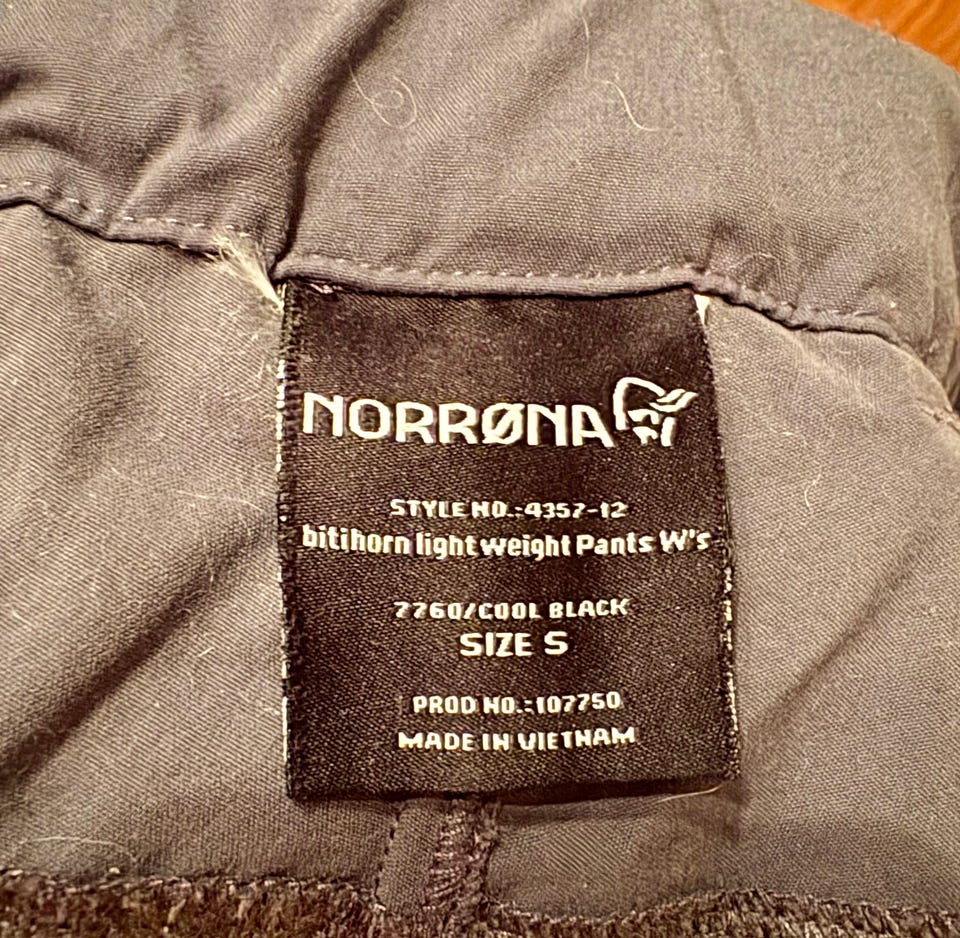 NORRØNA
STYLE NO.:4357-12
bitihorn light weight Pants W's
7760/COOL BLACK
SIZE S
PROD NO.:107750
MADE IN VIETNAM